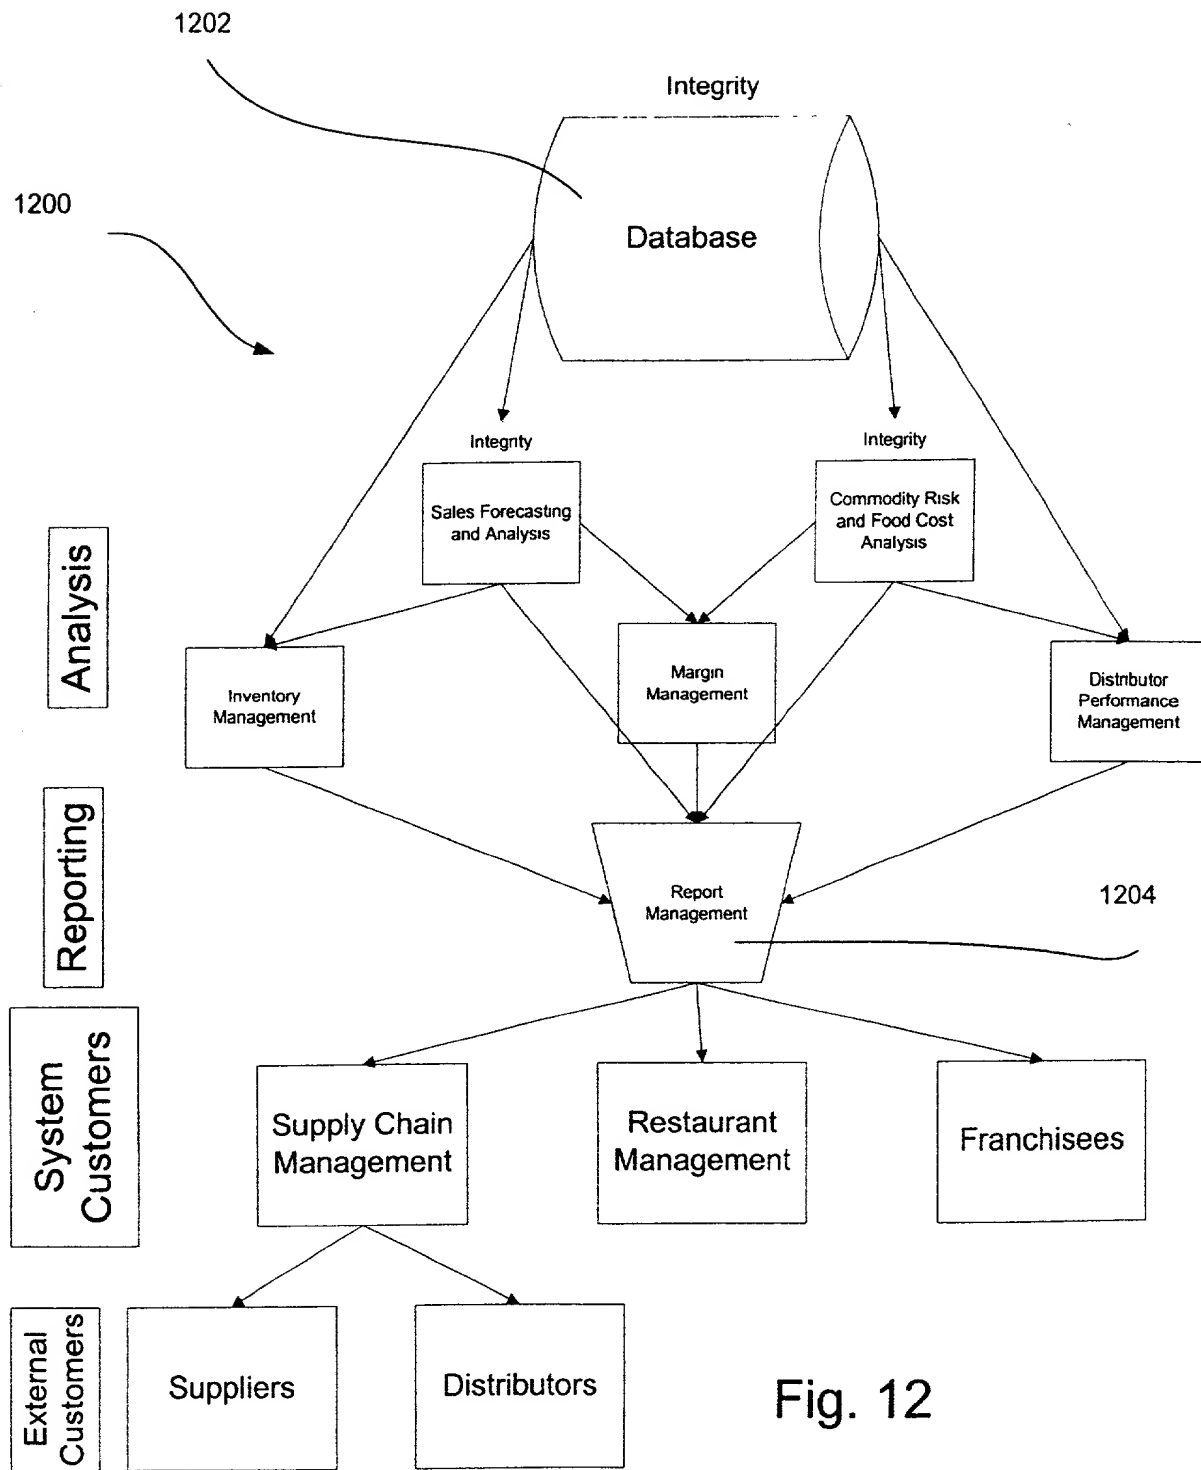 1202
Integrity
1200
Database
Integrity
Integrity
Sales Forecasting
and Analysis
Commodity Risk
and Food Cost
Analysis
Analysis
Inventory
Management
Margin
Management
Distributor
Performance
Management
Reporting
Report
Management
1204
System
Customers
Supply Chain
Management
Restaurant
Management
Franchisees
External
Customers
Suppliers
Distributors
Fig. 12